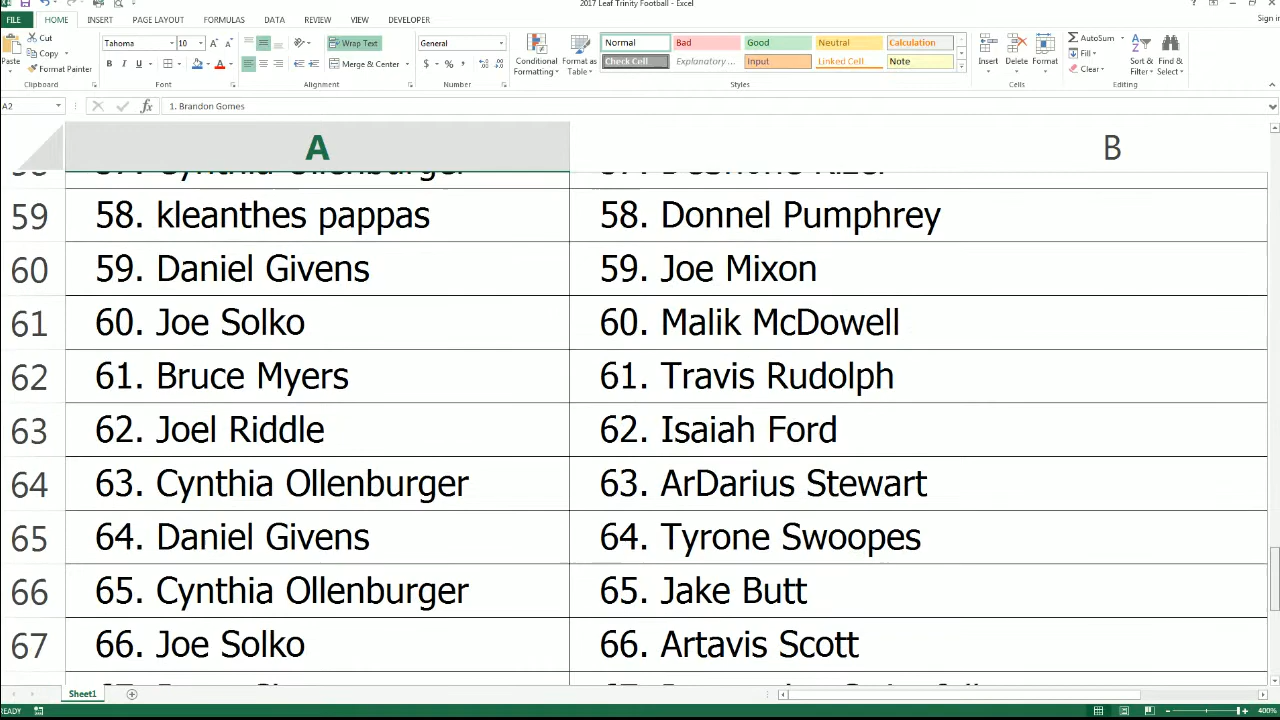 2017 Leaf Trinity Football - Excel
FILE HOME INSERT PAGE LAYOUT FORMULAS DATA REVIEW VIEW DEVELOPER Sign in
Cut
Copy
Format Painter
Paste
Clipboard
Tahoma 10
Font
Wrap Text
Merge & Center
Alignment
General
Number
Conditional Formatting
Format as Table
Normal Bad Good Neutral Calculation
Check Cell Explanatory ... Input Linked Cell Note
Styles
Insert Delete Format
Cells
AutoSum
Fill
Clear
Sort & Filter
Find & Select
Editing
A2 1. Brandon Gomes
A B
59 58. kleanthes pappas 58. Donnel Pumphrey
60 59. Daniel Givens 59. Joe Mixon
61 60. Joe Solko 60. Malik McDowell
62 61. Bruce Myers 61. Travis Rudolph
63 62. Joel Riddle 62. Isaiah Ford
64 63. Cynthia Ollenburger 63. ArDarius Stewart
65 64. Daniel Givens 64. Tyrone Swoopes
66 65. Cynthia Ollenburger 65. Jake Butt
67 66. Joe Solko 66. Artavis Scott
Sheet1
READY 400%